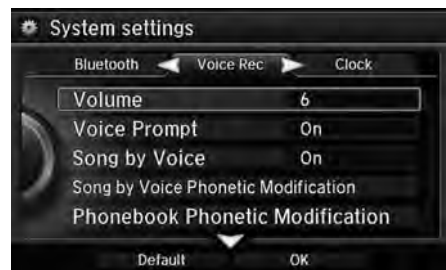 System settings
Bluetooth Voice Rec Clock
Volume 6
Voice Prompt On
Song by Voice On
Song by Voice Phonetic Modification
Phonebook Phonetic Modification
Default OK